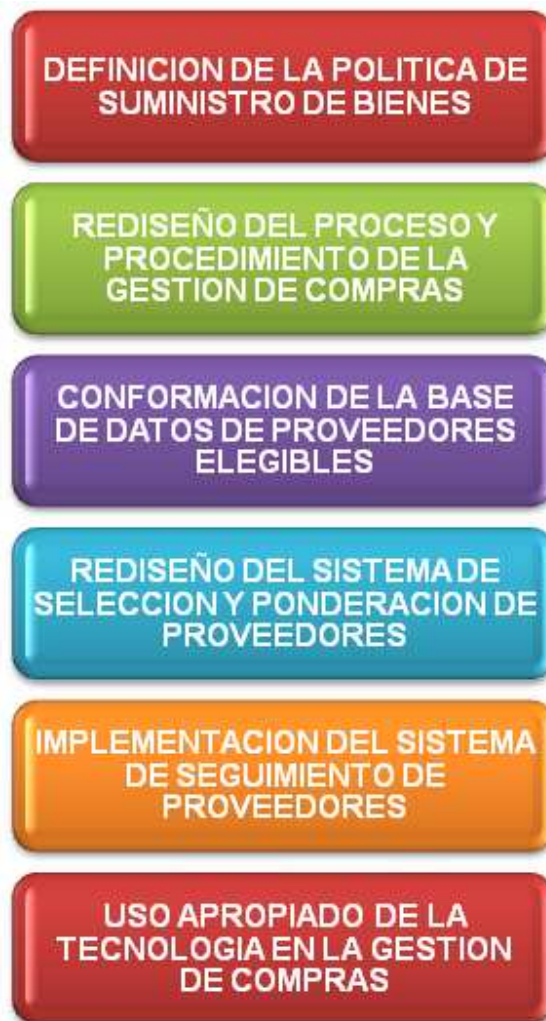 DEFINICION DE LA POLITICA DE
SUMINISTRO DE BIENES
REDISEÑO DEL PROCESO Y
PROCEDIMIENTO DE LA
GESTION DE COMPRAS
CONFORMACION DE LA BASE
DE DATOS DE PROVEEDORES
ELEGIBLES
REDISEÑO DEL SISTEMA DE
SELECCION Y PONDERACION DE
PROVEEDORES
IMPLEMENTACION DEL SISTEMA
DE SEGUIMIENTO DE
PROVEEDORES
USO APROPIADO DE LA
TECNOLOGIA EN LA GESTION
DE COMPRAS